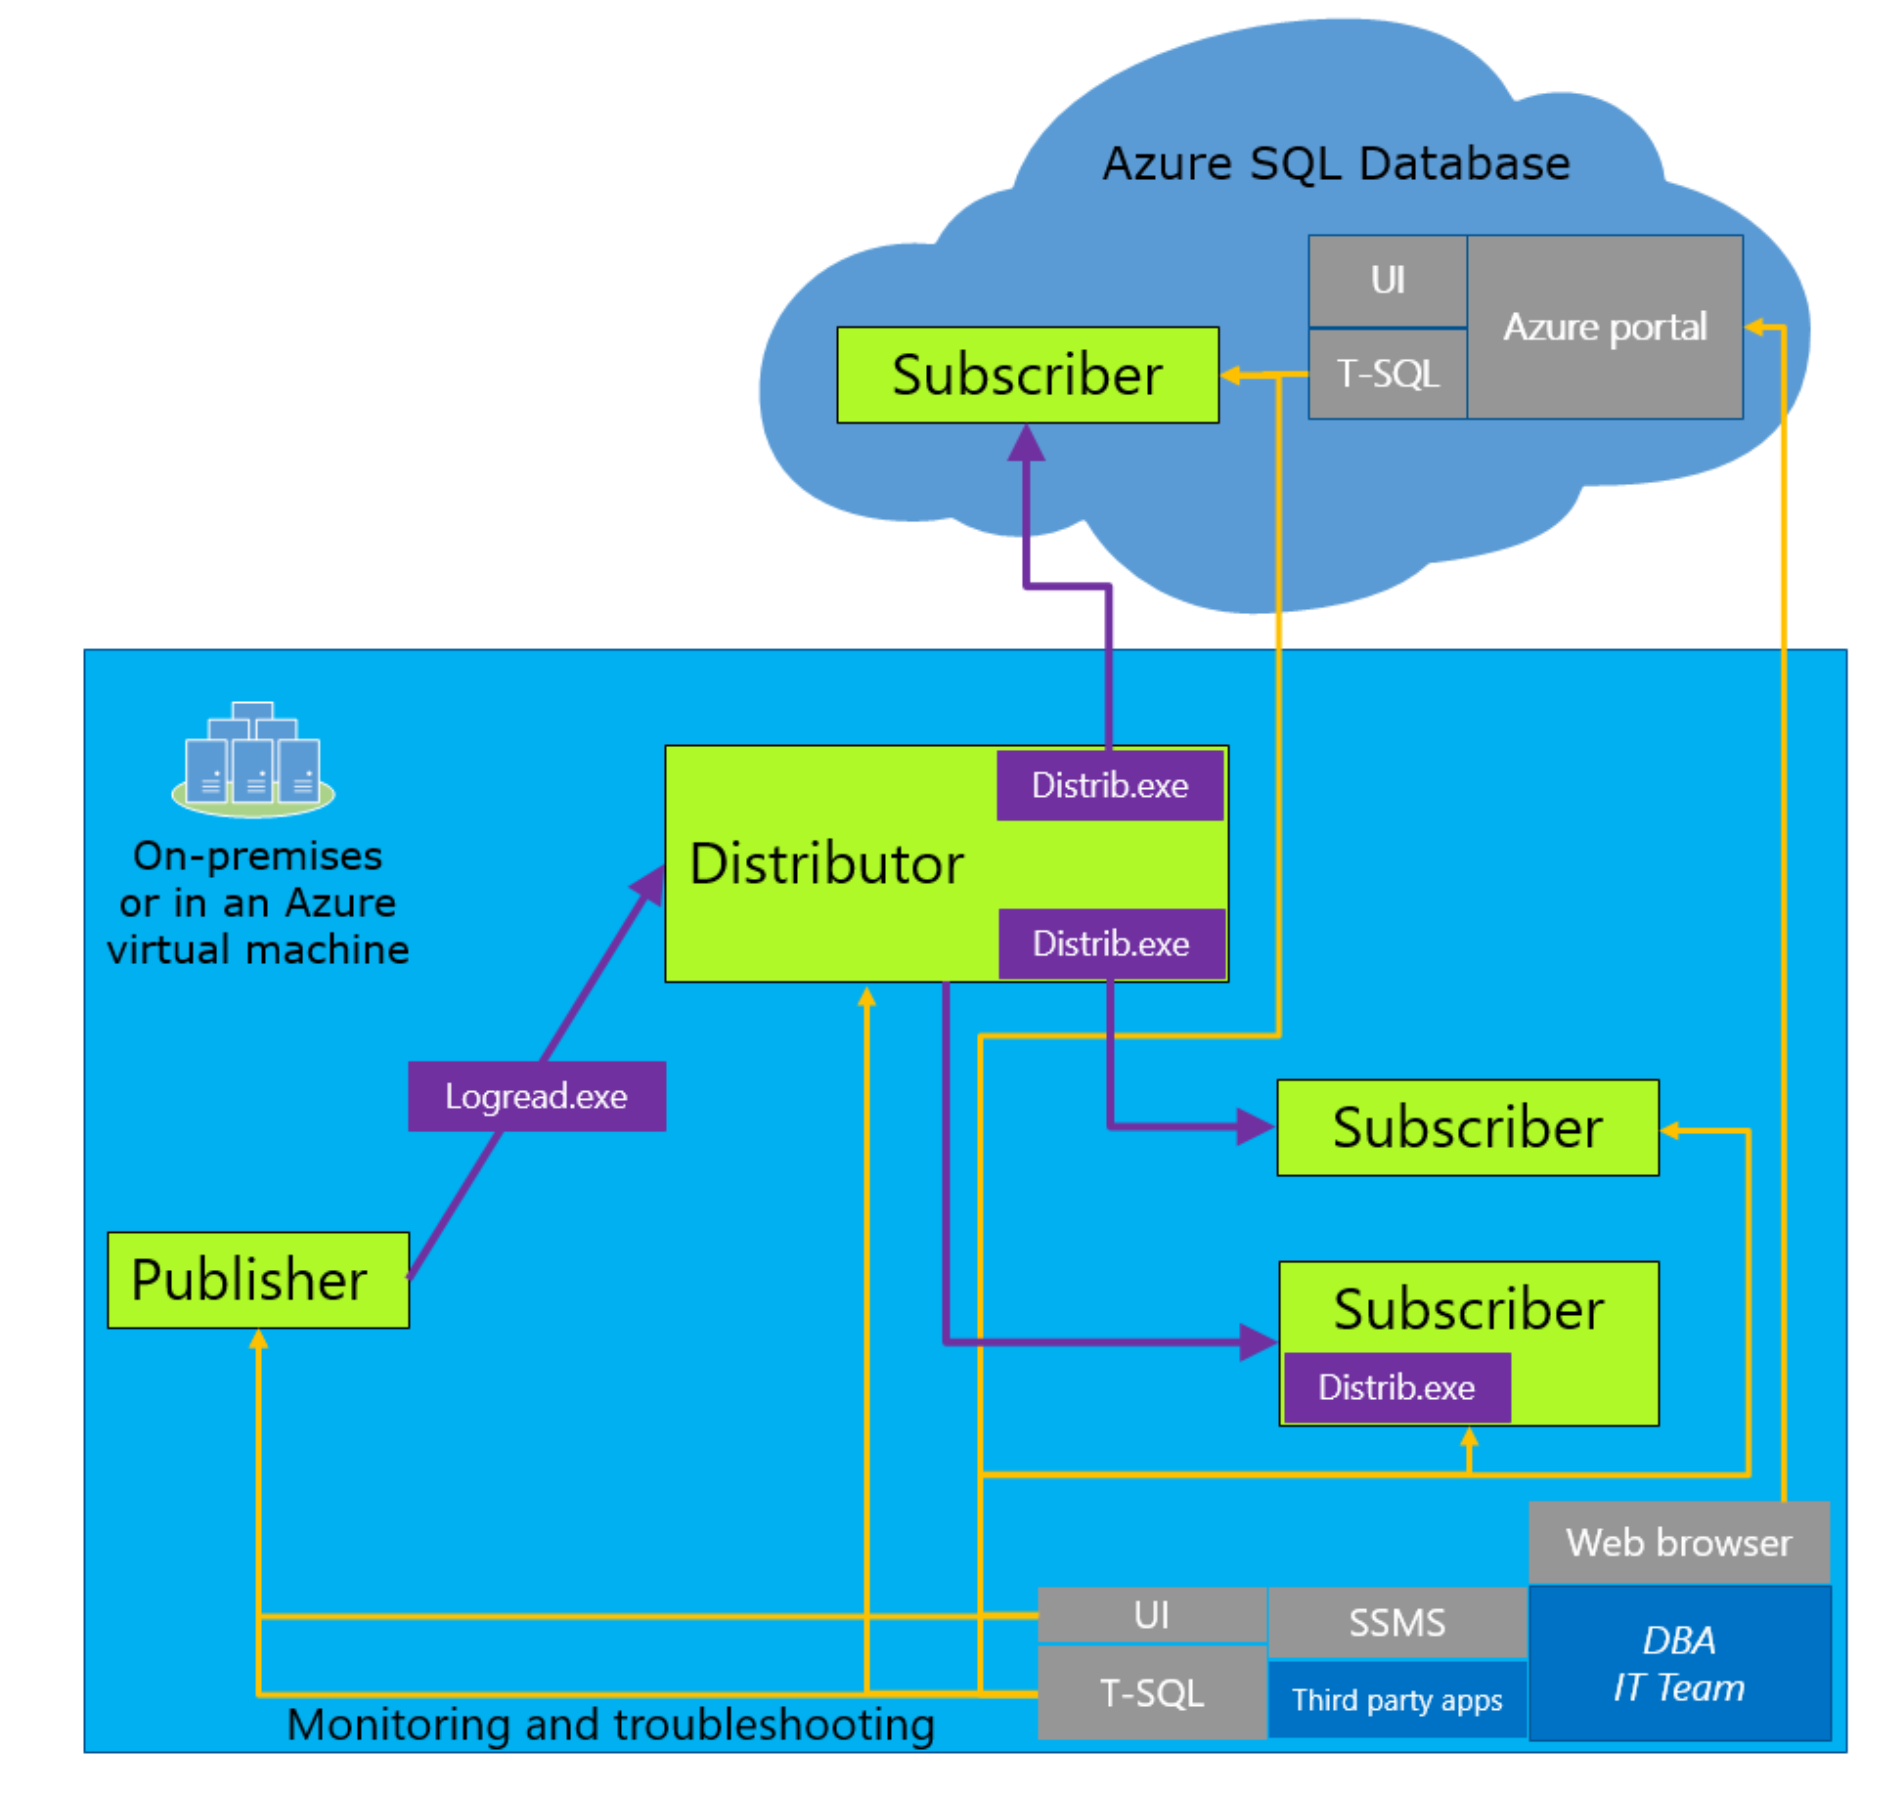 Azure SQL Database
UI
Azure portal
T-SQL
Subscriber
On-premises
or in an Azure
virtual machine
Distrib.exe
Distributor
Distrib.exe
Logread.exe
Subscriber
Publisher
Subscriber
Distrib.exe
Web browser
UI
SSMS
DBA
IT Team
T-SQL
Third party apps
Monitoring and troubleshooting